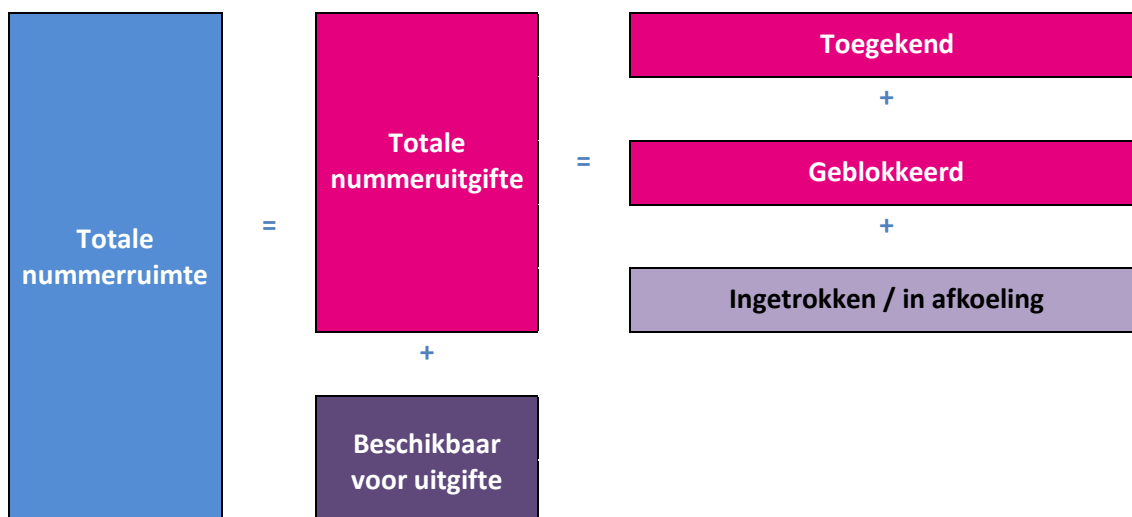 Totale
nummerruimte
=
Totale
nummeruitgifte
+
Beschikbaar
voor uitgifte
=
Toegekend
+
Geblokkeerd
+
Ingetrokken / in afkoeling